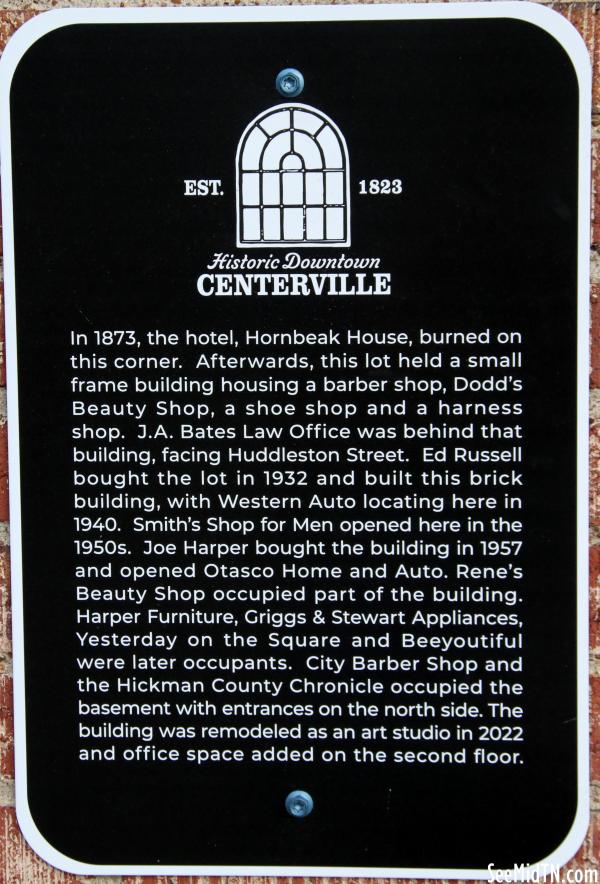 EST. 1823
Historic Downtown
CENTERVILLE
In 1873, the hotel, Hornbeak House, burned on
this corner. Afterwards, this lot held a small
frame building housing a barber shop, Dodd's
Beauty Shop, a shoe shop and a harness
shop. J.A. Bates Law Office was behind that
building, facing Huddleston Street. Ed Russell
bought the lot in 1932 and built this brick
building, with Western Auto locating here in
1940. Smith's Shop for Men opened here in the
1950s. Joe Harper bought the building in 1957
and opened Otasco Home and Auto. Rene's
Beauty Shop occupied part of the building.
Harper Furniture, Griggs & Stewart Appliances,
Yesterday on the Square and Beeyoutiful
were later occupants. City Barber Shop and
the Hickman County Chronicle occupied the
basement with entrances on the north side. The
building was remodeled as an art studio in 2022
and office space added on the second floor.
SeeMidTN.com